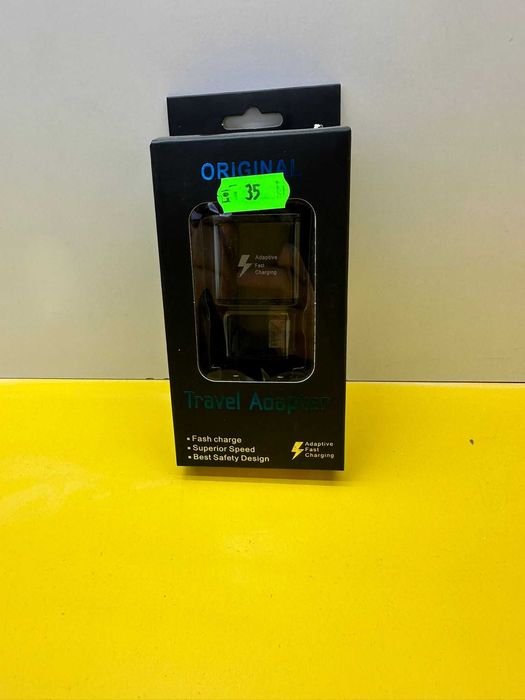 ORIGINAL
35
Adaptive
Fast
Charging
Travel Adapter
• Fash charge
• Superior Speed
• Best Safety Design
Adaptive
Fast
Charging